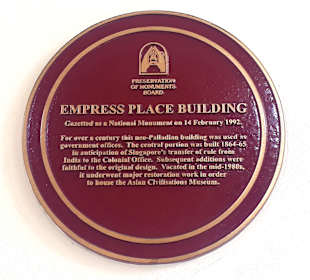 PRESERVATION
OF MONUMENTS
BOARD
EMPRESS PLACE BUILDING
Gazetted as a National Monument on 14 February 1992.
For over a century this neo-Palladian building was used as
government offices. The central portion was built 1864-65
in anticipation of Singapore's transfer of rule from
India to the Colonial Office. Subsequent additions were
faithful to the original design. Vacated in the mid-1980s,
it underwent major restoration work in order
to house the Asian Civilisations Museum.